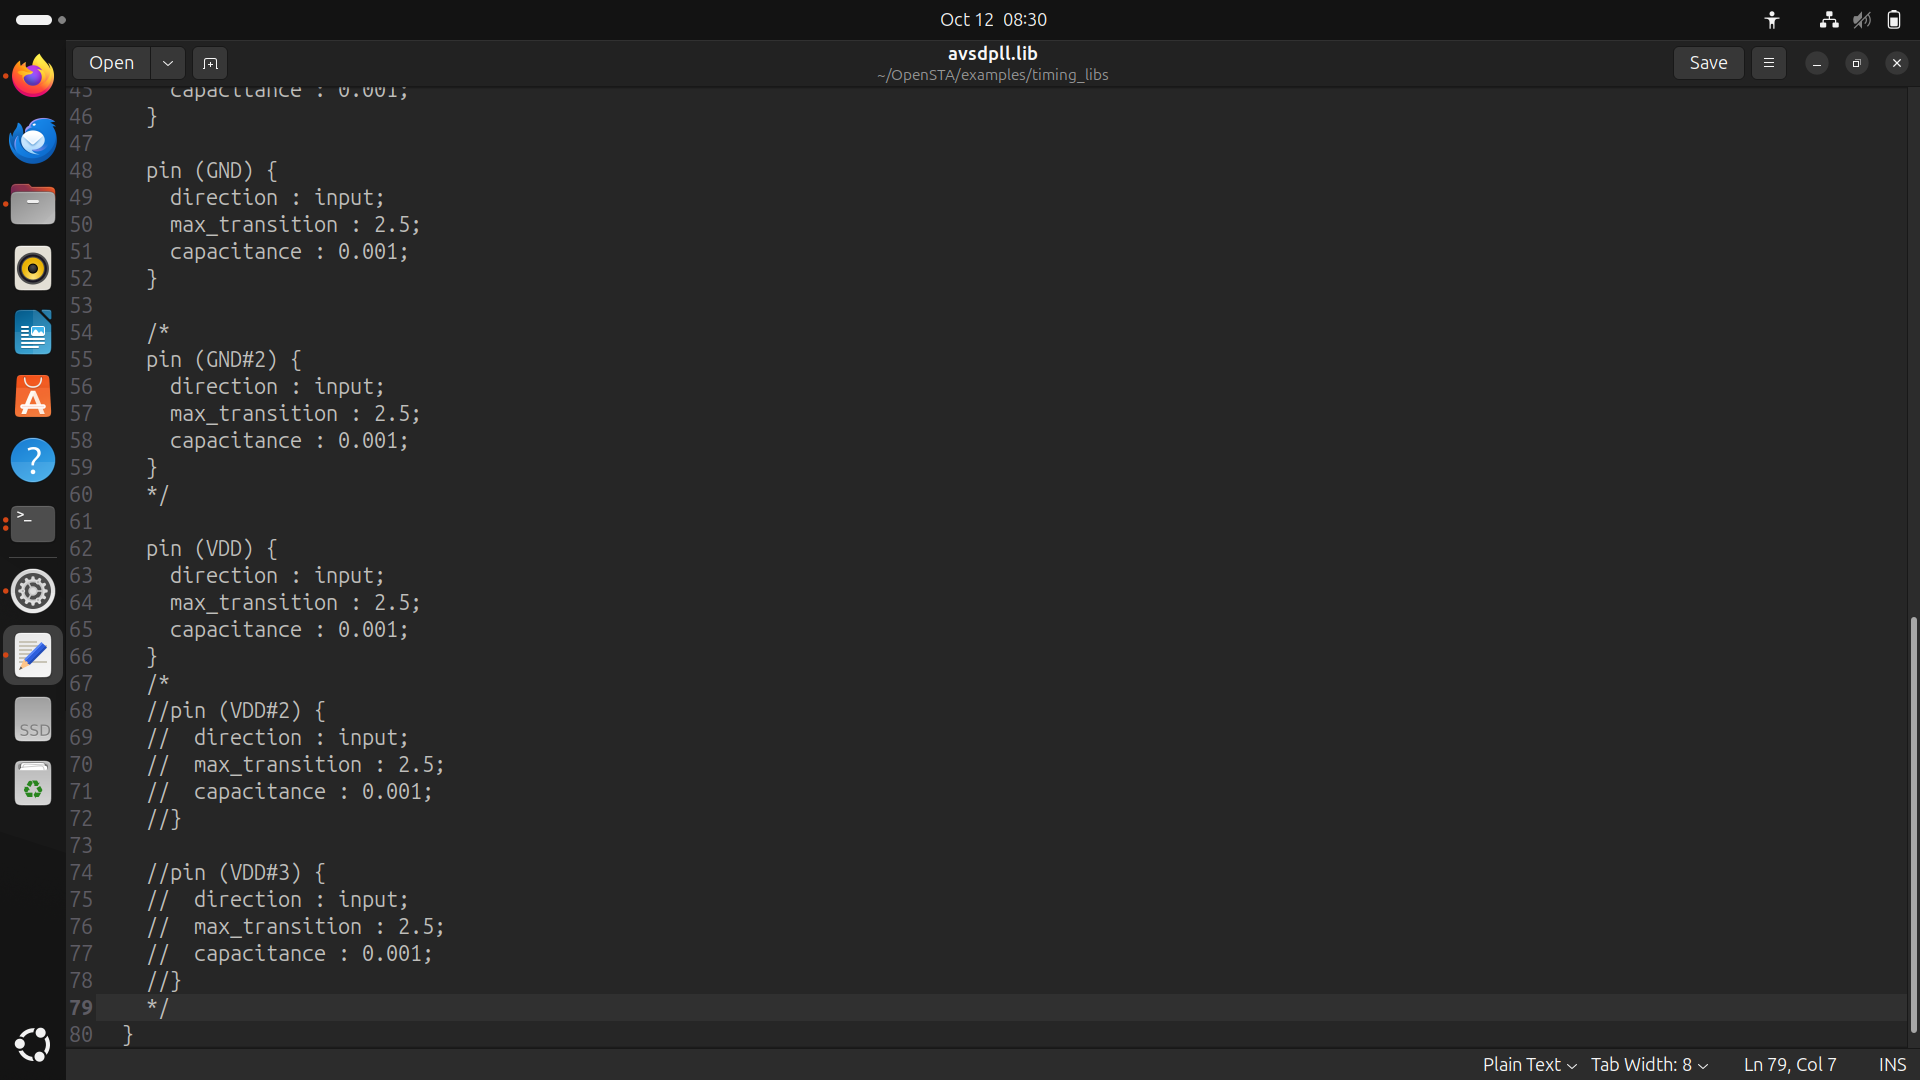 Oct 12 08:30
Open
avsdpll.lib
~/OpenSTA/examples/timing_libs
Save
45 capacitance : 0.001;
46 }
47
48 pin (GND) {
49 direction : input;
50 max_transition : 2.5;
51 capacitance : 0.001;
52 }
53
54 /*
55 pin (GND#2) {
56 direction : input;
57 max_transition : 2.5;
58 capacitance : 0.001;
59 }
60 */
61
62 pin (VDD) {
63 direction : input;
64 max_transition : 2.5;
65 capacitance : 0.001;
66 }
67 /*
68 //pin (VDD#2) {
69 // direction : input;
70 // max_transition : 2.5;
71 // capacitance : 0.001;
72 //}
73
74 //pin (VDD#3) {
75 // direction : input;
76 // max_transition : 2.5;
77 // capacitance : 0.001;
78 //}
79 */
80 }
SSD
Plain Text Tab Width: 8 Ln 79, Col 7 INS